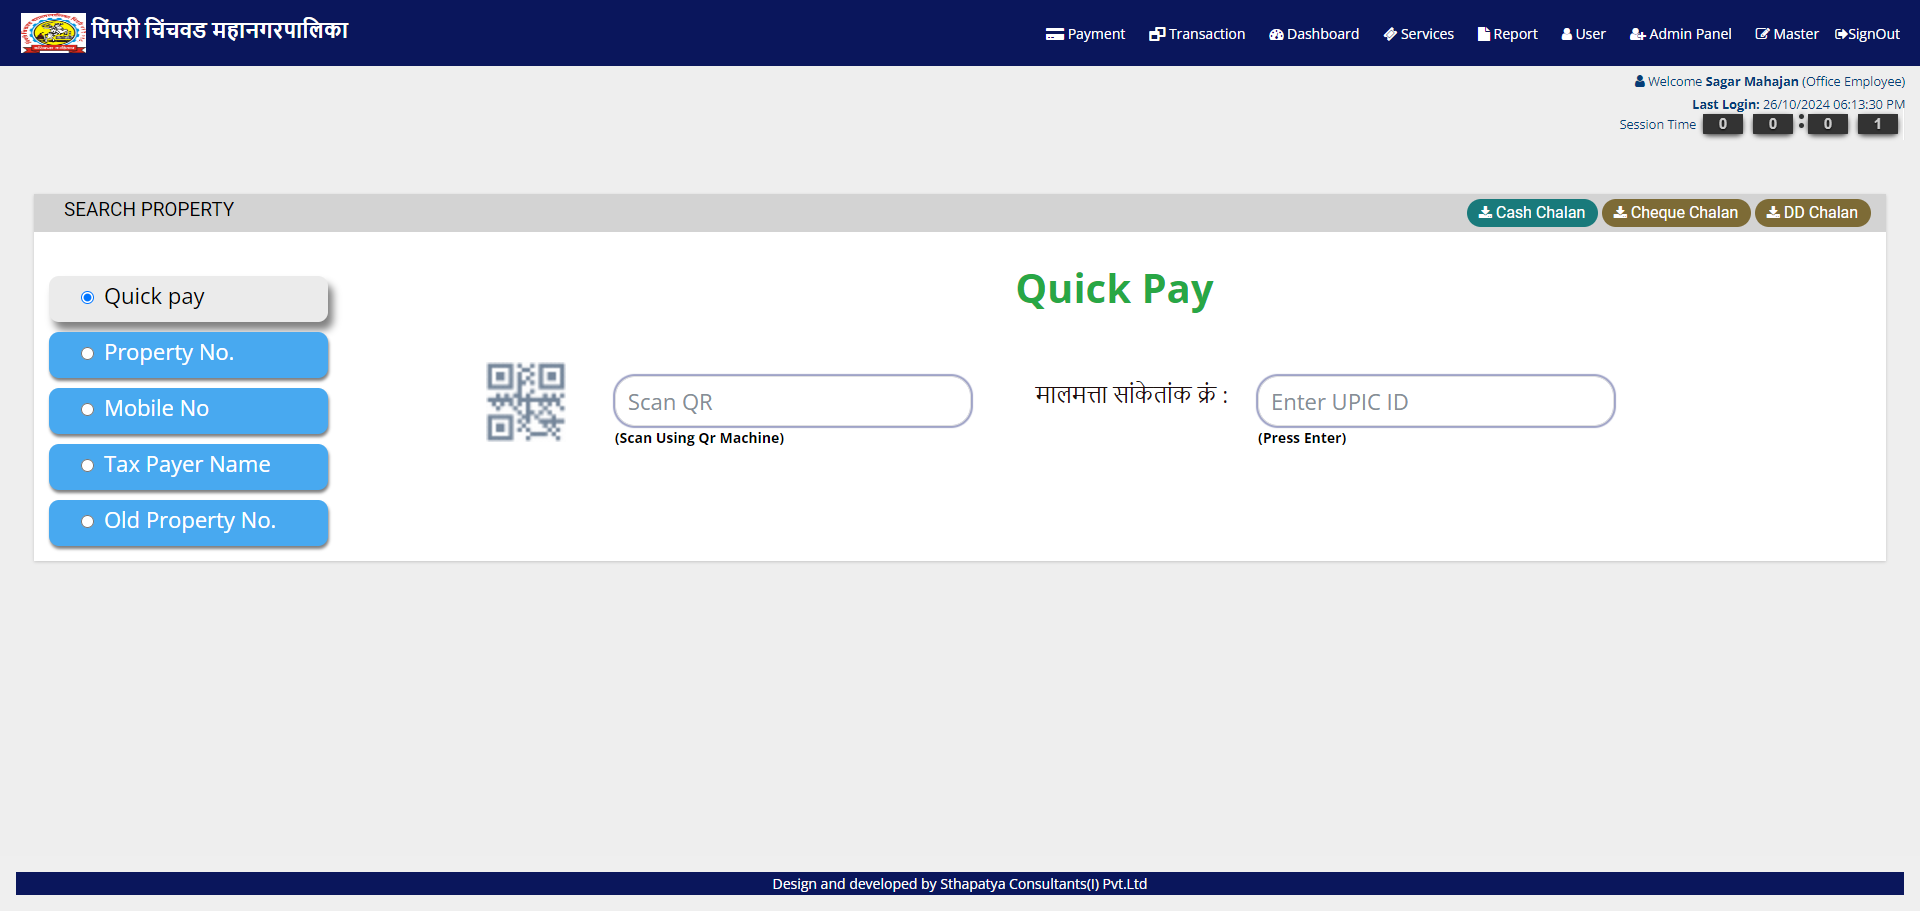 पिंपरी चिंचवड महानगरपालिका
Payment Transaction Dashboard Services Report User Admin Panel Master SignOut
Welcome Sagar Mahajan (Office Employee)
Last Login: 26/10/2024 06:13:30 PM
Session Time 0 0 : 0 1
SEARCH PROPERTY
Cash Chalan Cheque Chalan DD Chalan
Quick pay
Property No.
Mobile No
Tax Payer Name
Old Property No.
Quick Pay
Scan QR
(Scan Using Qr Machine)
मालमत्ता सांकेतांक क्रं :
Enter UPIC ID
(Press Enter)
Design and developed by Sthapatya Consultants(I) Pvt.Ltd